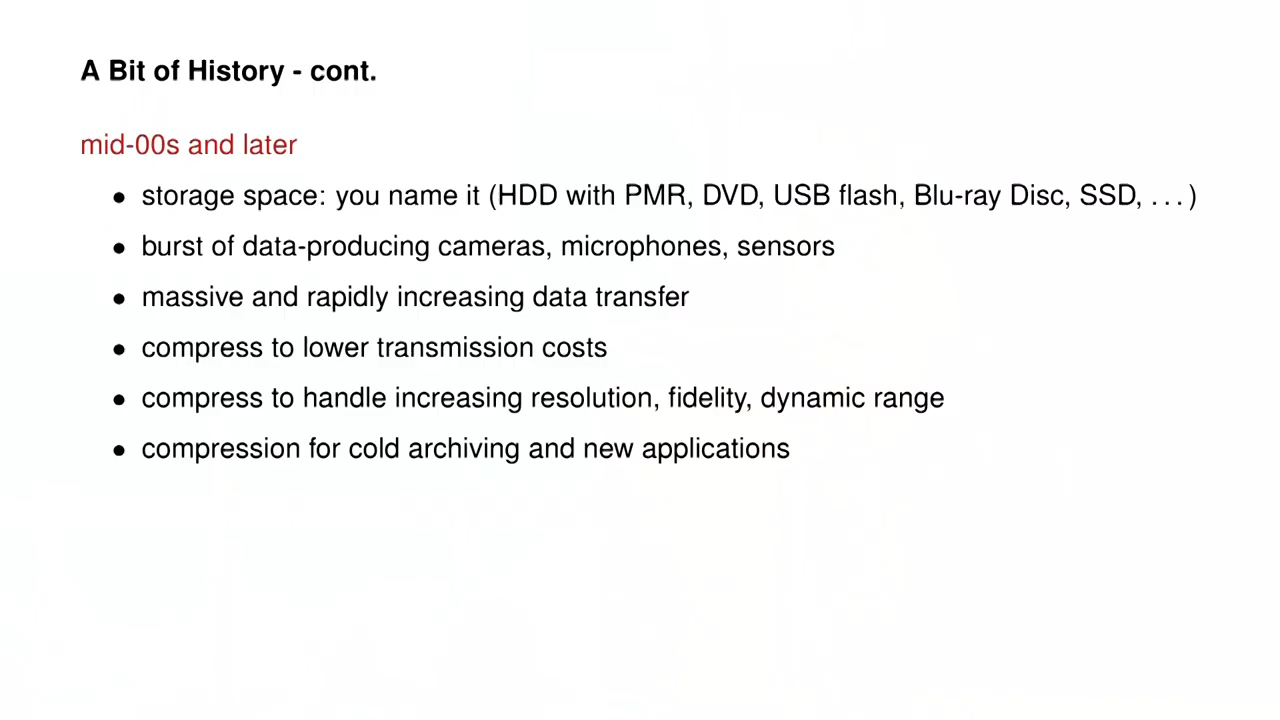 A Bit of History - cont.
mid-00s and later
• storage space: you name it (HDD with PMR, DVD, USB flash, Blu-ray Disc, SSD, . . . )
• burst of data-producing cameras, microphones, sensors
• massive and rapidly increasing data transfer
• compress to lower transmission costs
• compress to handle increasing resolution, fidelity, dynamic range
• compression for cold archiving and new applications